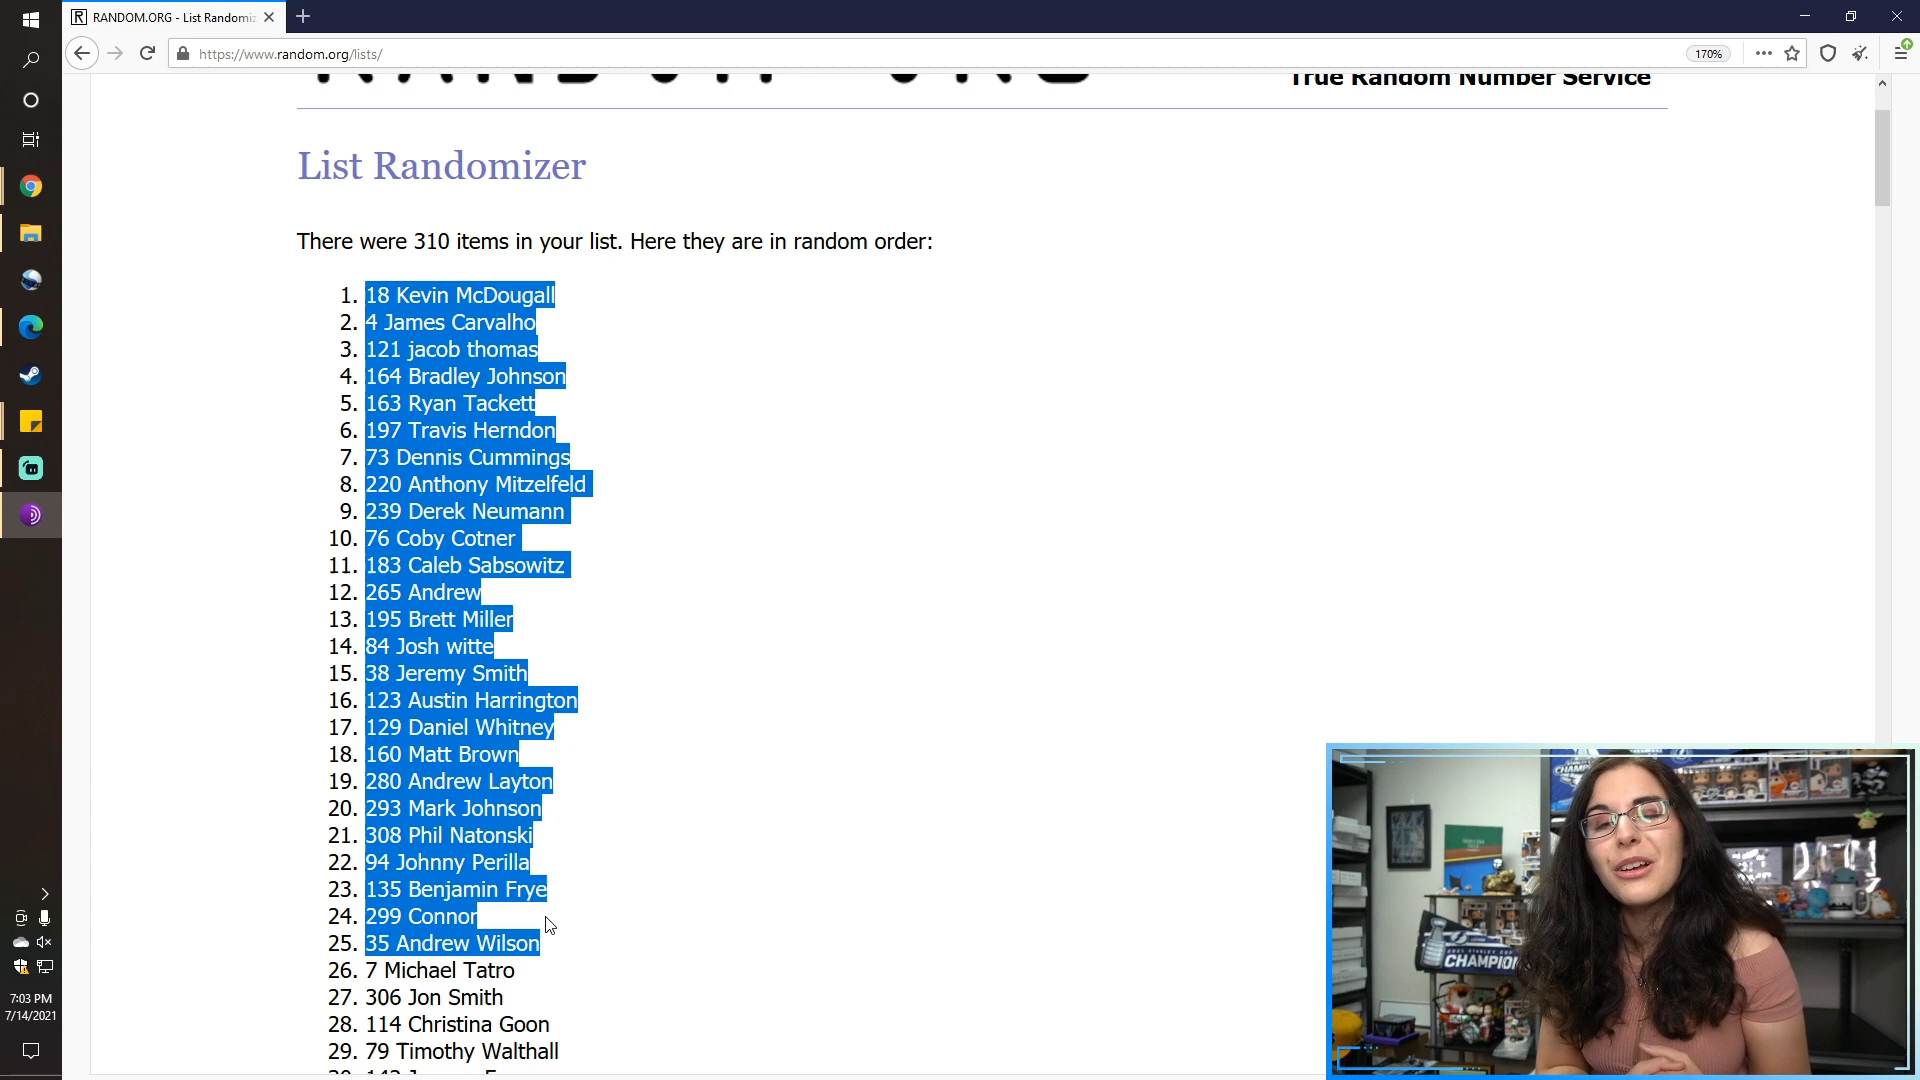 RANDOM.ORG - List Randomiz
https://www.random.org/lists/
170%
True Random Number Service
List Randomizer
There were 310 items in your list. Here they are in random order:
1. 18 Kevin McDougall
2. 4 James Carvalho
3. 121 jacob thomas
4. 164 Bradley Johnson
5. 163 Ryan Tackett
6. 197 Travis Herndon
7. 73 Dennis Cummings
8. 220 Anthony Mitzelfeld
9. 239 Derek Neumann
10. 76 Coby Cotner
11. 183 Caleb Sabsowitz
12. 265 Andrew
13. 195 Brett Miller
14. 84 Josh witte
15. 38 Jeremy Smith
16. 123 Austin Harrington
17. 129 Daniel Whitney
18. 160 Matt Brown
19. 280 Andrew Layton
20. 293 Mark Johnson
21. 308 Phil Natonski
22. 94 Johnny Perilla
23. 135 Benjamin Frye
24. 299 Connor
25. 35 Andrew Wilson
26. 7 Michael Tatro
27. 306 Jon Smith
28. 114 Christina Goon
29. 79 Timothy Walthall
7:03 PM
7/14/2021
CHAMPION